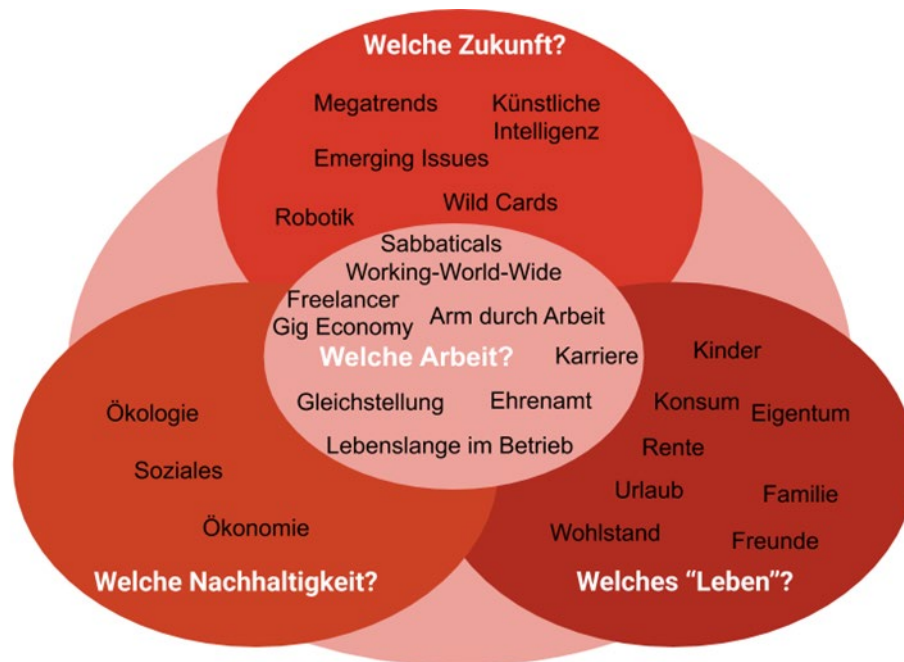 Welche Zukunft?
Megatrends
Künstliche
Intelligenz
Emerging Issues
Wild Cards
Robotik
Sabbaticals
Working-World-Wide
Freelancer
Gig Economy
Arm durch Arbeit
Welche Arbeit?
Karriere
Gleichstellung
Ehrenamt
Lebenslange im Betrieb
Ökologie
Soziales
Ökonomie
Welche Nachhaltigkeit?
Kinder
Konsum
Eigentum
Rente
Urlaub
Familie
Wohlstand
Freunde
Welches “Leben”?